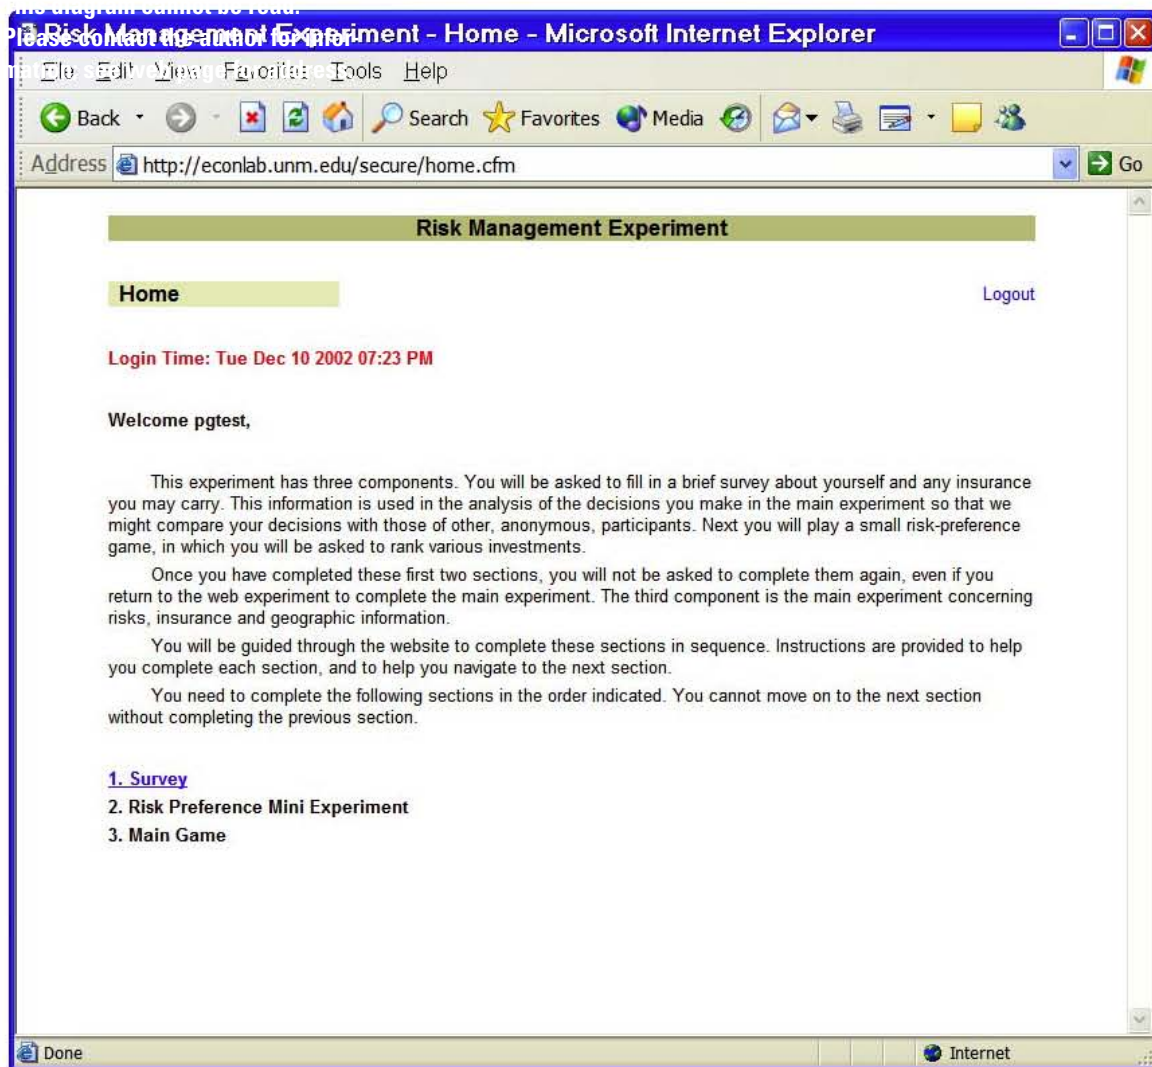 This diagram cannot be read.
Please contact the author for infor-
Risk Management Experiment - Home - Microsoft Internet Explorer
File Edit View Favorites Tools Help
Back Search Favorites Media
Address http://econlab.unm.edu/secure/home.cfm Go
Risk Management Experiment
Home Logout
Login Time: Tue Dec 10 2002 07:23 PM
Welcome pgtest,
This experiment has three components. You will be asked to fill in a brief survey about yourself and any insurance
you may carry. This information is used in the analysis of the decisions you make in the main experiment so that we
might compare your decisions with those of other, anonymous, participants. Next you will play a small risk-preference
game, in which you will be asked to rank various investments.
Once you have completed these first two sections, you will not be asked to complete them again, even if you
return to the web experiment to complete the main experiment. The third component is the main experiment concerning
risks, insurance and geographic information.
You will be guided through the website to complete these sections in sequence. Instructions are provided to help
you complete each section, and to help you navigate to the next section.
You need to complete the following sections in the order indicated. You cannot move on to the next section
without completing the previous section.
1. Survey
2. Risk Preference Mini Experiment
3. Main Game
Done Internet